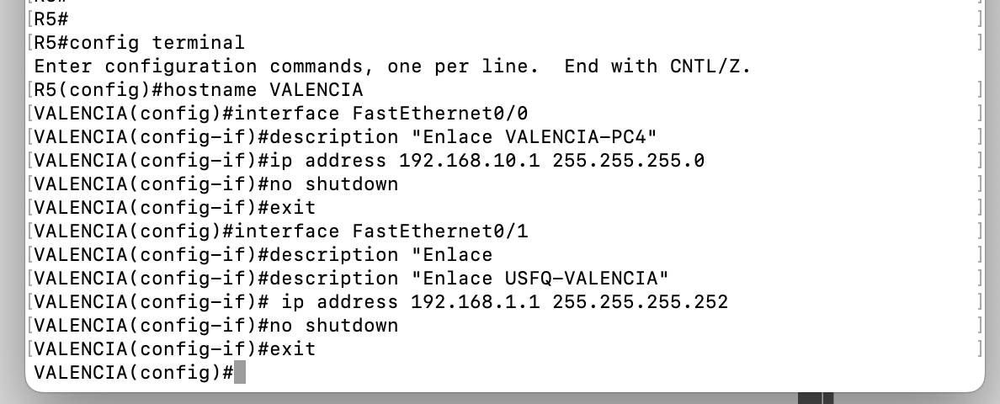 R5#
[R5#config terminal ]
Enter configuration commands, one per line.  End with CNTL/Z.
[R5(config)#hostname VALENCIA ]
[VALENCIA(config)#interface FastEthernet0/0 ]
[VALENCIA(config-if)#description "Enlace VALENCIA-PC4" ]
[VALENCIA(config-if)#ip address 192.168.10.1 255.255.255.0 ]
[VALENCIA(config-if)#no shutdown ]
[VALENCIA(config-if)#exit ]
[VALENCIA(config)#interface FastEthernet0/1 ]
[VALENCIA(config-if)#description "Enlace ]
[VALENCIA(config-if)#description "Enlace USFQ-VALENCIA" ]
[VALENCIA(config-if)# ip address 192.168.1.1 255.255.255.252 ]
[VALENCIA(config-if)#no shutdown ]
[VALENCIA(config-if)#exit ]
VALENCIA(config)#